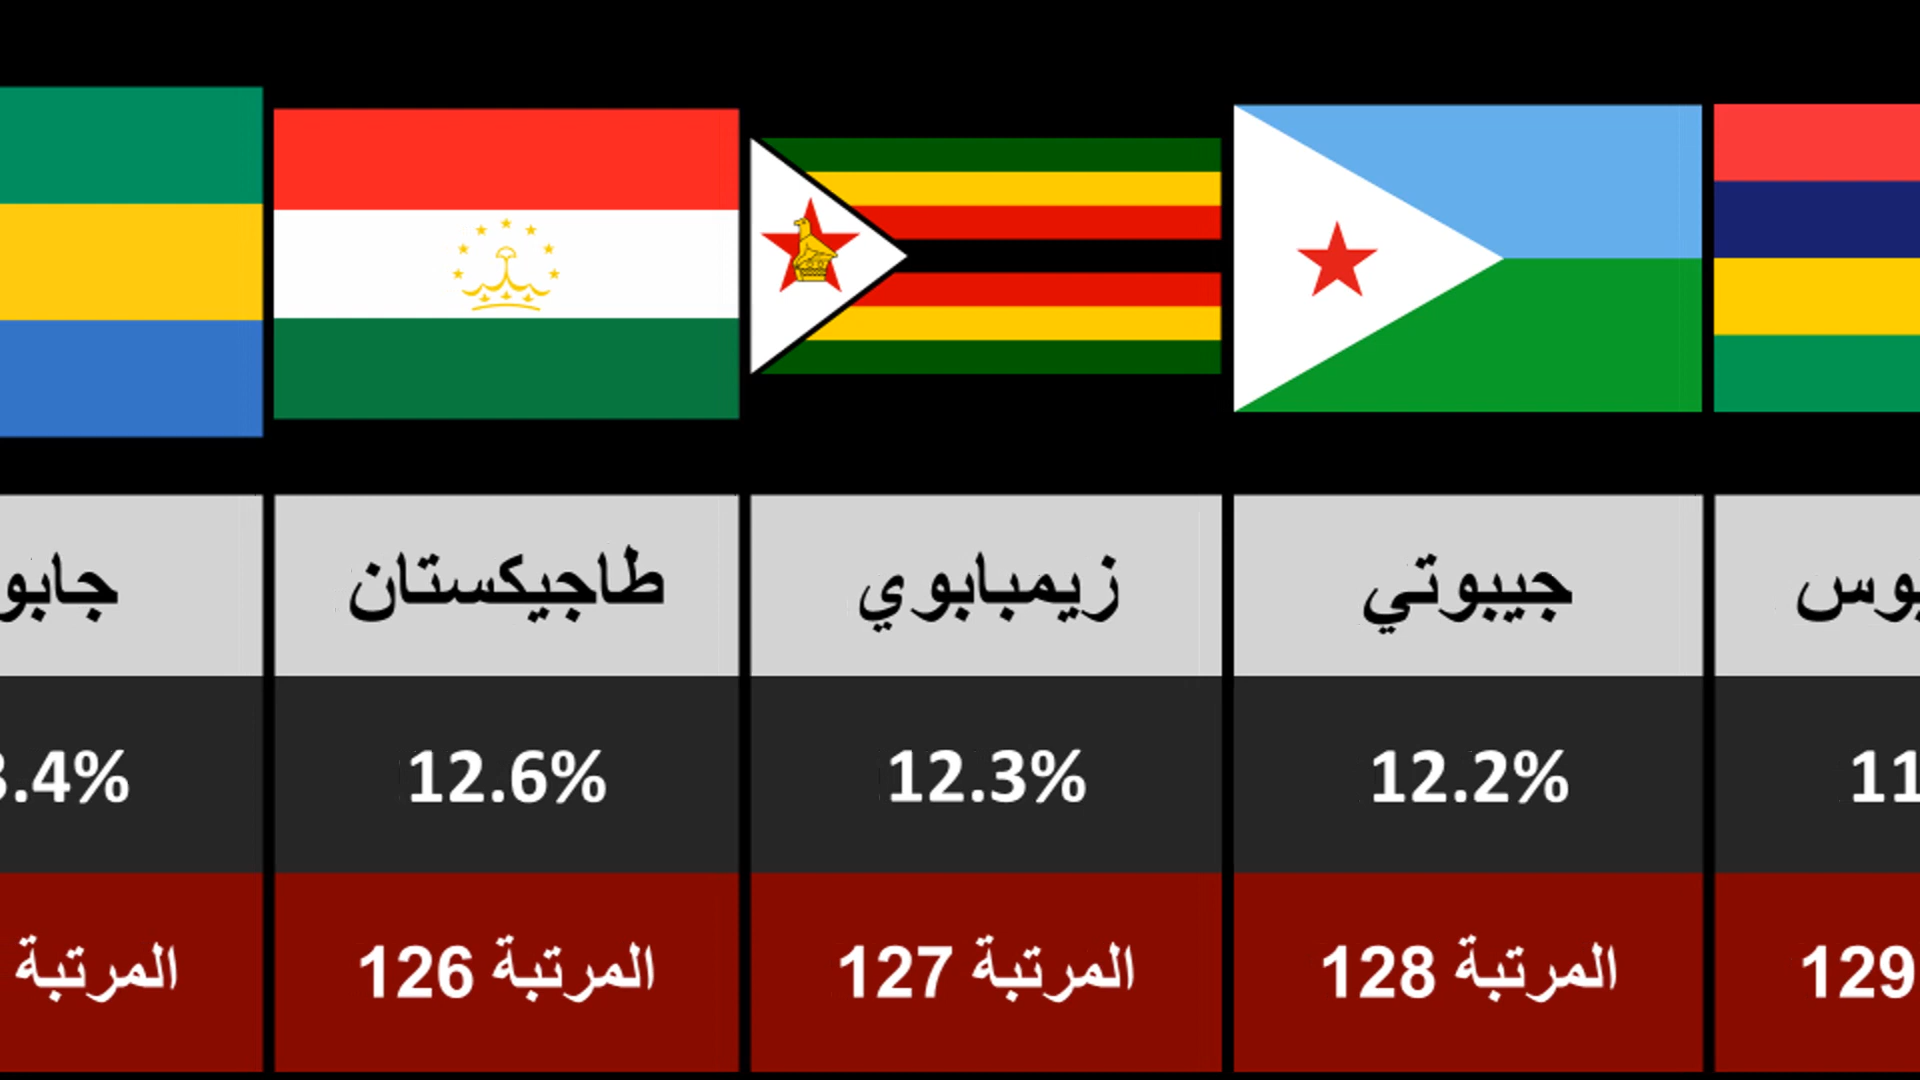 طاجيكستان
12.6%
المرتبة 126
زيمبابوي
12.3%
المرتبة 127
جيبوتي
12.2%
المرتبة 128
المرتبة
129